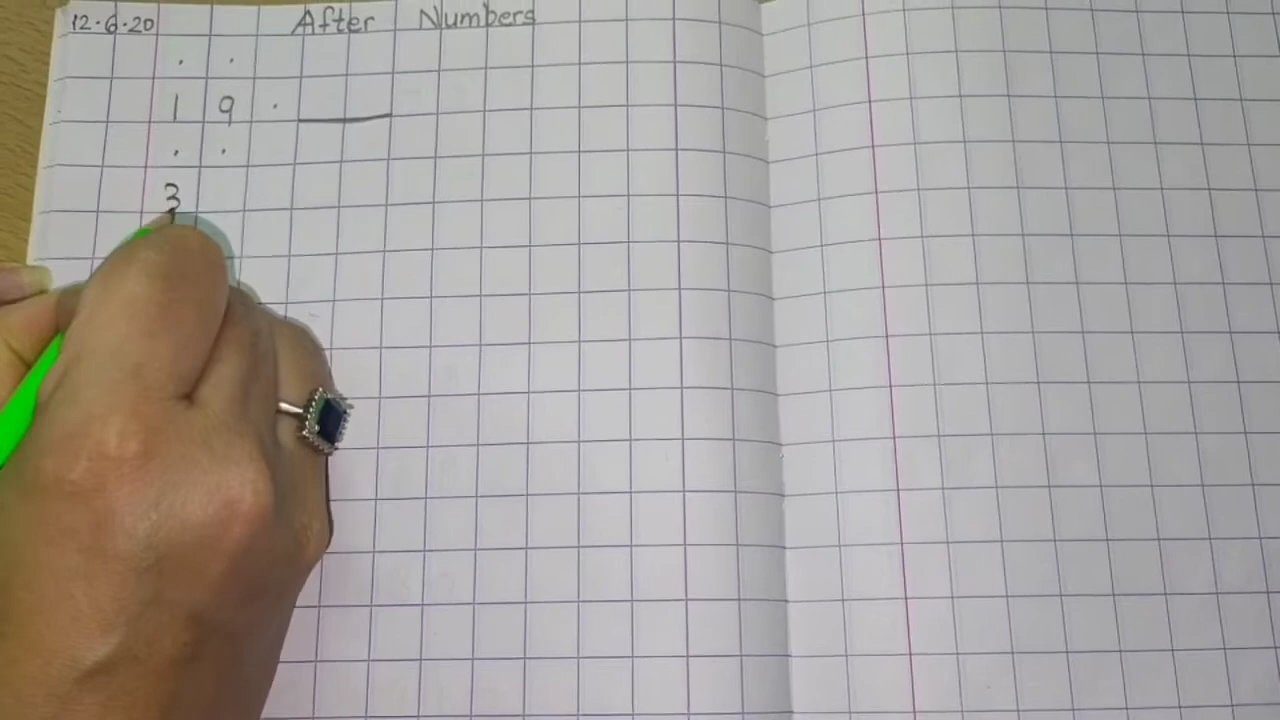 12.6.20 After Numbers
. .
1 9 . ____
. .
3